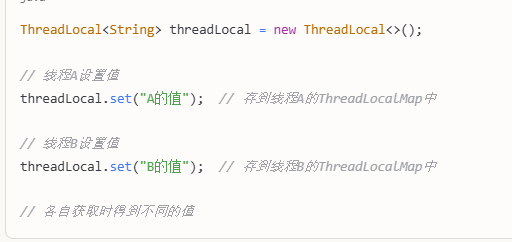 ThreadLocal<String> threadLocal = new ThreadLocal<>();
// 线程A设置值
threadLocal.set("A的值");  // 存到线程A的ThreadLocalMap中
// 线程B设置值
threadLocal.set("B的值");  // 存到线程B的ThreadLocalMap中
// 各自获取时得到不同的值